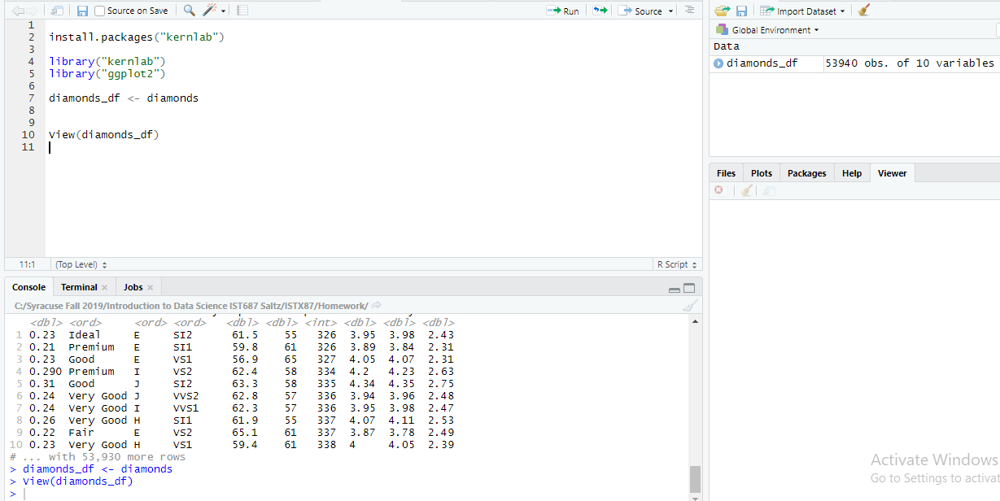 Source on Save Run Source
1
2 install.packages("kernlab")
3
4 library("kernlab")
5 library("ggplot2")
6
7 diamonds_df <- diamonds
8
9
10 View(diamonds_df)
11
11:1 (Top Level) R Script
Console Terminal Jobs
C:/Syracuse Fall 2019/Introduction to Data Science IST687 Saltz/ISTX87/Homework/
<dbl> <ord> <ord> <ord> <dbl> <dbl> <int> <dbl> <dbl> <dbl>
1 0.23 Ideal E SI2 61.5 55 326 3.95 3.98 2.43
2 0.21 Premium E SI1 59.8 61 326 3.89 3.84 2.31
3 0.23 Good E VS1 56.9 65 327 4.05 4.07 2.31
4 0.290 Premium I VS2 62.4 58 334 4.2 4.23 2.63
5 0.31 Good J SI2 63.3 58 335 4.34 4.35 2.75
6 0.24 Very Good J VVS2 62.8 57 336 3.94 3.96 2.48
7 0.24 Very Good I VVS1 62.3 57 336 3.95 3.98 2.47
8 0.26 Very Good H SI1 61.9 55 337 4.07 4.11 2.53
9 0.22 Fair E VS2 65.1 61 337 3.87 3.78 2.49
10 0.23 Very Good H VS1 59.4 61 338 4 4.05 2.39
# ... with 53,930 more rows
> diamonds_df <- diamonds
> View(diamonds_df)
>
Import Dataset
Global Environment
Data
diamonds_df 53940 obs. of 10 variables
Files Plots Packages Help Viewer
Activate Windows
Go to Settings to activat